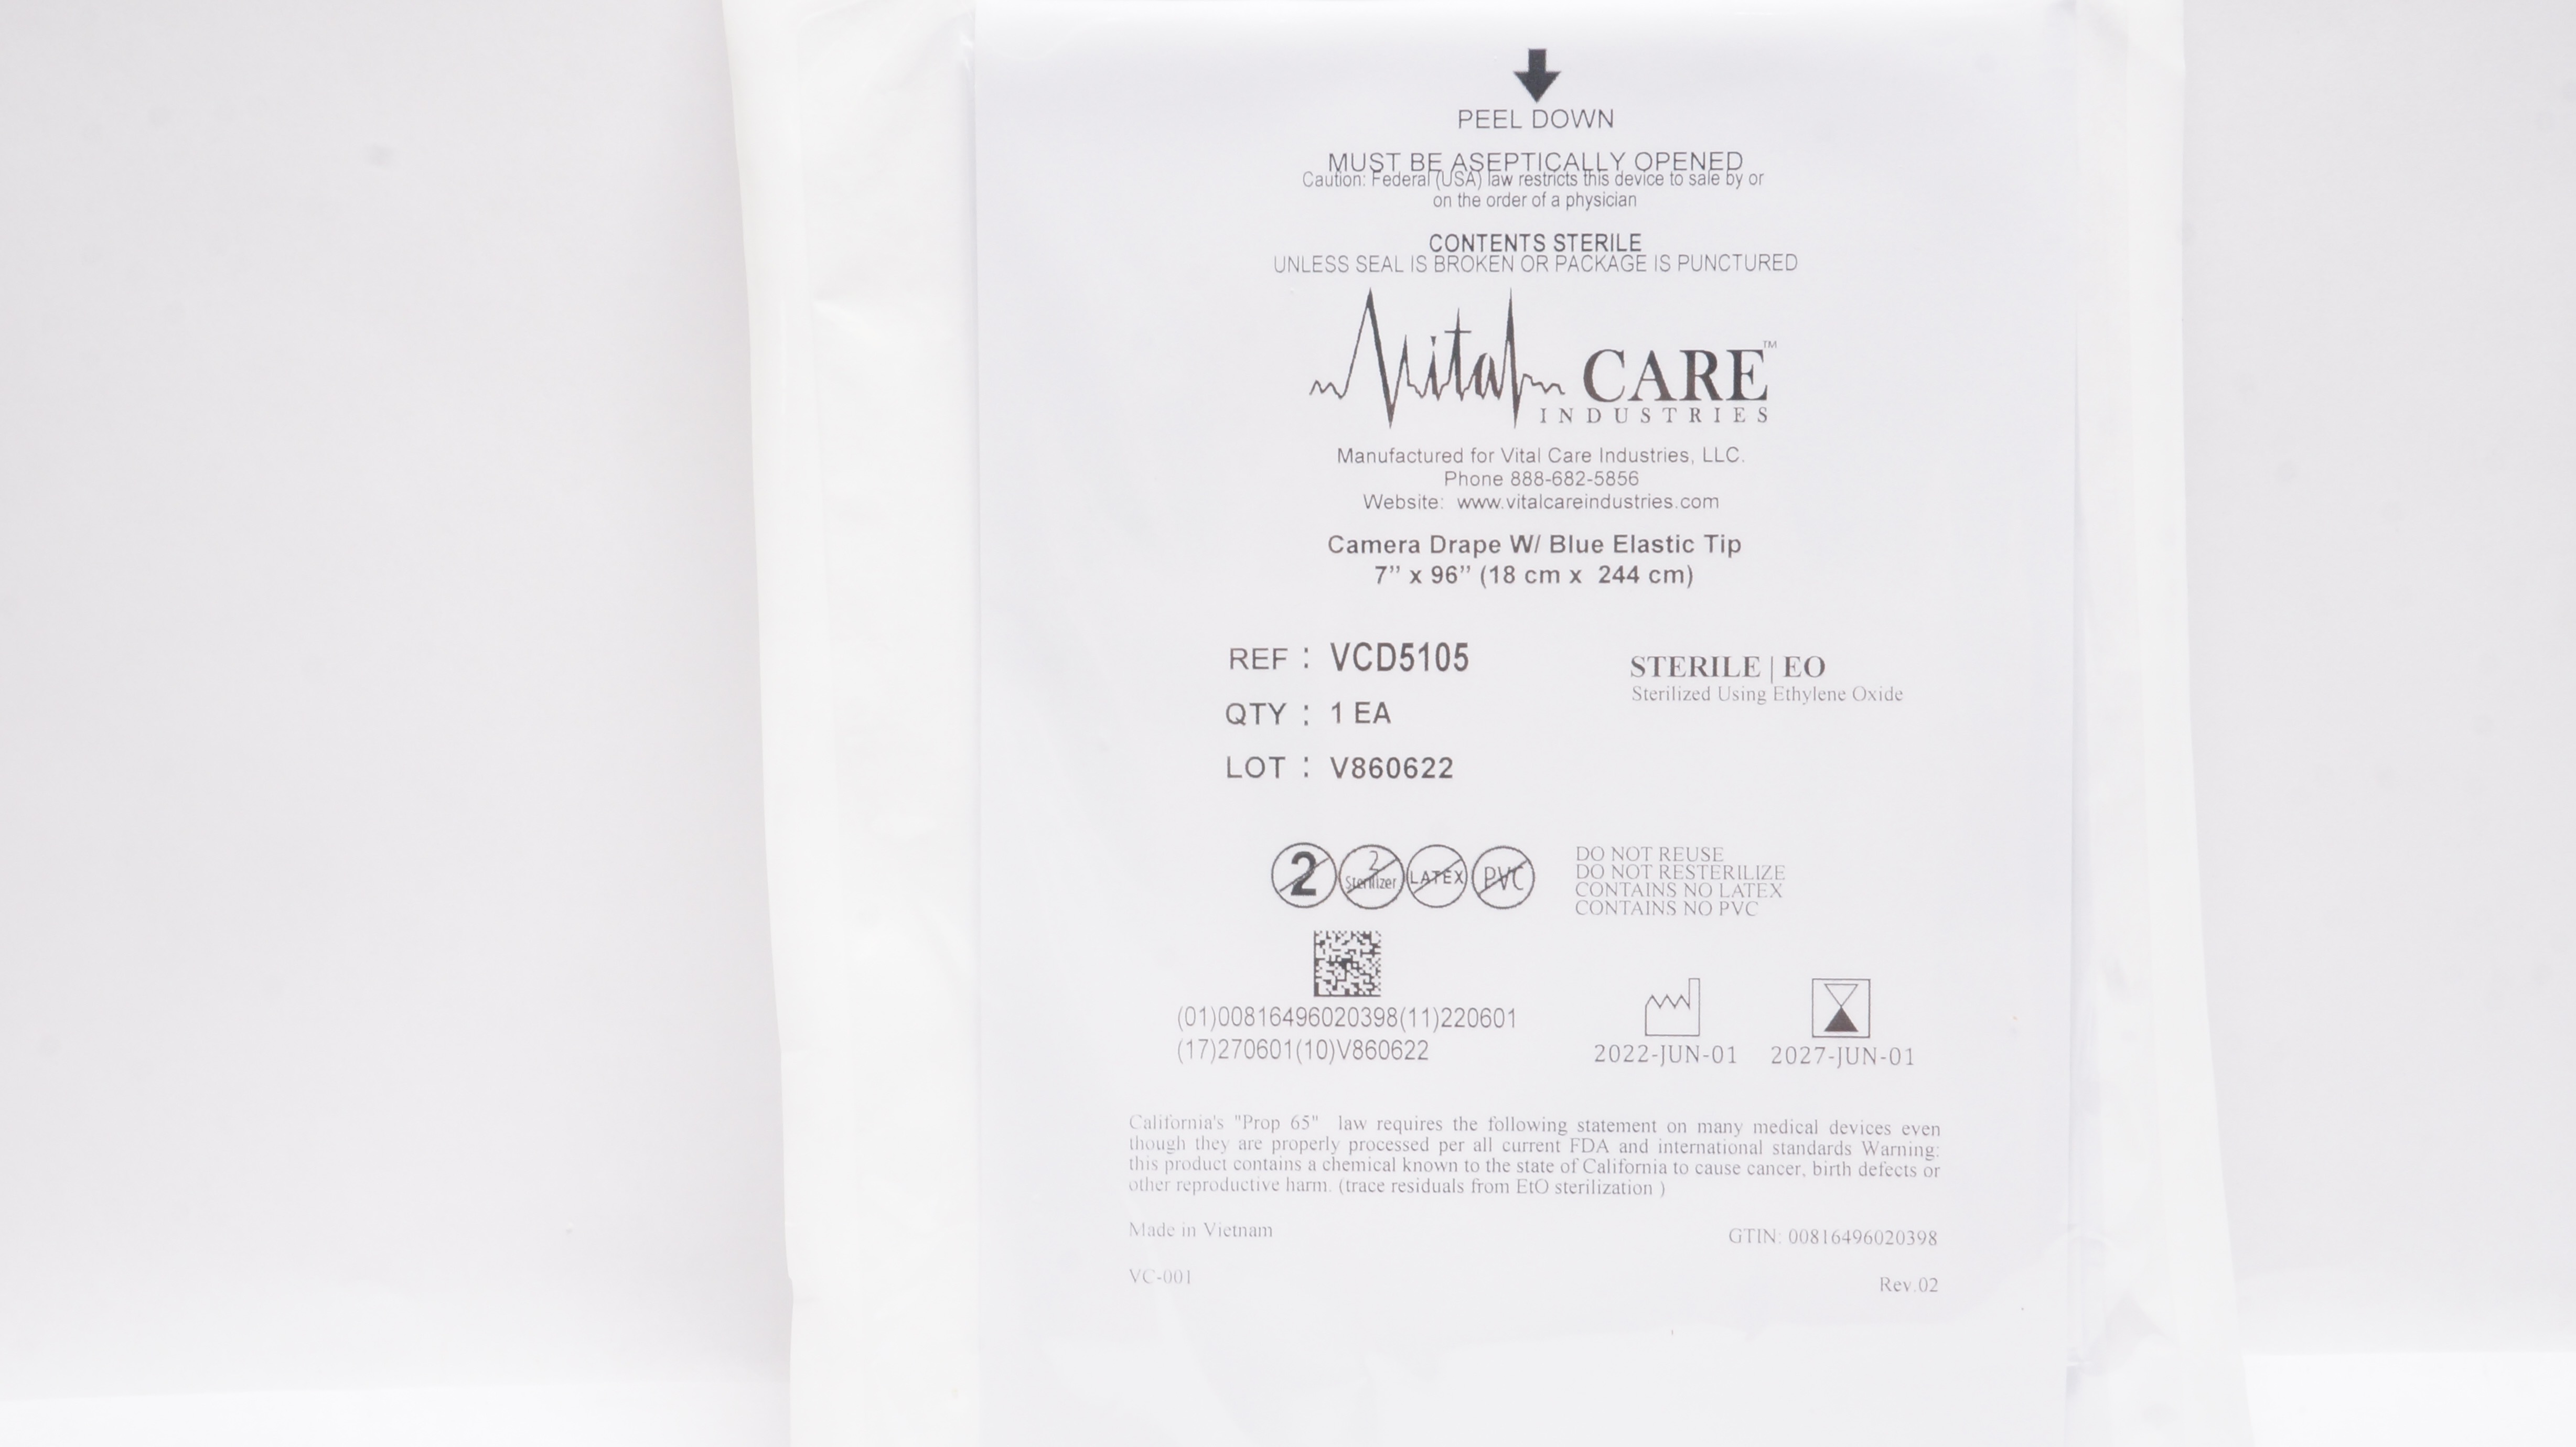 PEEL DOWN
MUST BE ASEPTICALLY OPENED
Caution: Federal (USA) law restricts this device to sale by or
on the order of a physician
CONTENTS STERILE
UNLESS SEAL IS BROKEN OR PACKAGE IS PUNCTURED
Vital CARE™
INDUSTRIES
Manufactured for Vital Care Industries, LLC.
Phone 888-682-5856
Website: www.vitalcareindustries.com
Camera Drape W/ Blue Elastic Tip
7” x 96” (18 cm x 244 cm)
REF : VCD5105
STERILE | EO
Sterilized Using Ethylene Oxide
QTY : 1 EA
LOT : V860622
2 2 Sterilizer LATEX PVC
DO NOT REUSE
DO NOT RESTERILIZE
CONTAINS NO LATEX
CONTAINS NO PVC
(01)00816496020398(11)220601
(17)270601(10)V860622
2022-JUN-01 2027-JUN-01
California's "Prop 65" law requires the following statement on many medical devices even
though they are properly processed per all current FDA and international standards Warning:
this product contains a chemical known to the state of California to cause cancer, birth defects or
other reproductive harm. (trace residuals from EtO sterilization )
Made in Vietnam
GTIN: 00816496020398
VC-001
Rev.02